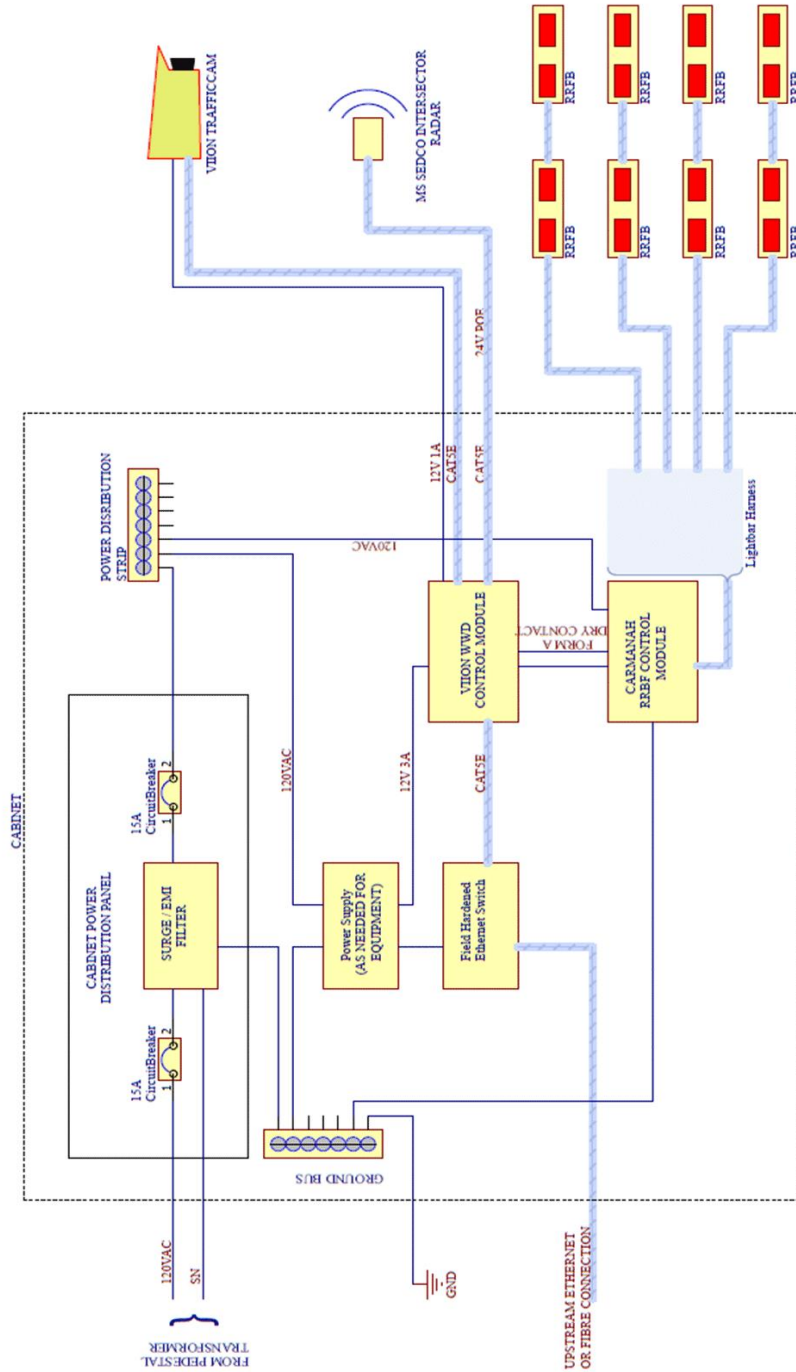 CABINET
FROM PEDESTAL
TRANSFORMER
120VAC
SN
CABINET POWER
DISTRIBUTION PANEL
15A
CircuitBreaker
1
2
SURGE / EMI
FILTER
15A
CircuitBreaker
1
2
POWER DISRIBUTION
STRIP
VIION TRAFFICCAM
GROUND BUS
GND
120VAC
Power Supply
(AS NEEDED FOR
EQUIPMENT)
12V 3A
Field Hardened
Ethernet Switch
CAT5E
VIION WWD
CONTROL MODULE
12V 1A
CAT5E
CAT5E
24V POE
120VAC
MS SEDCO INTERSECTOR
RADAR
FORM A
DRY CONTACT
CARMANAH
RRBF CONTROL
MODULE
Lightbar Harness
UPSTREAM ETHERNET
OR FIBRE CONNECTION
RRFB
RRFB
RRFB
RRFB
RRFB
RRFB
RRFB
RRFB